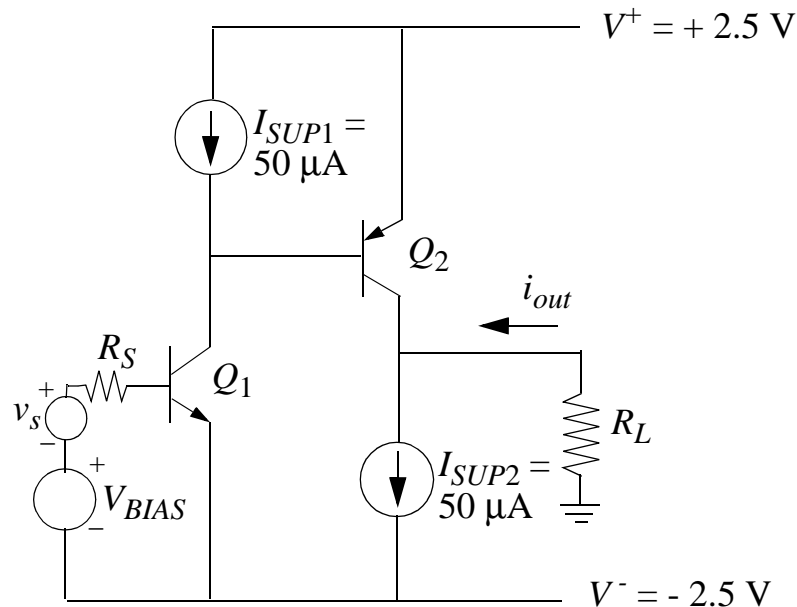 V⁺ = + 2.5 V
I_SUP1 =
50 μA
Q₂
i_out
R_S
Q₁
+
v_s
−
R_L
+
V_BIAS
−
I_SUP2 =
50 μA
V⁻ = - 2.5 V